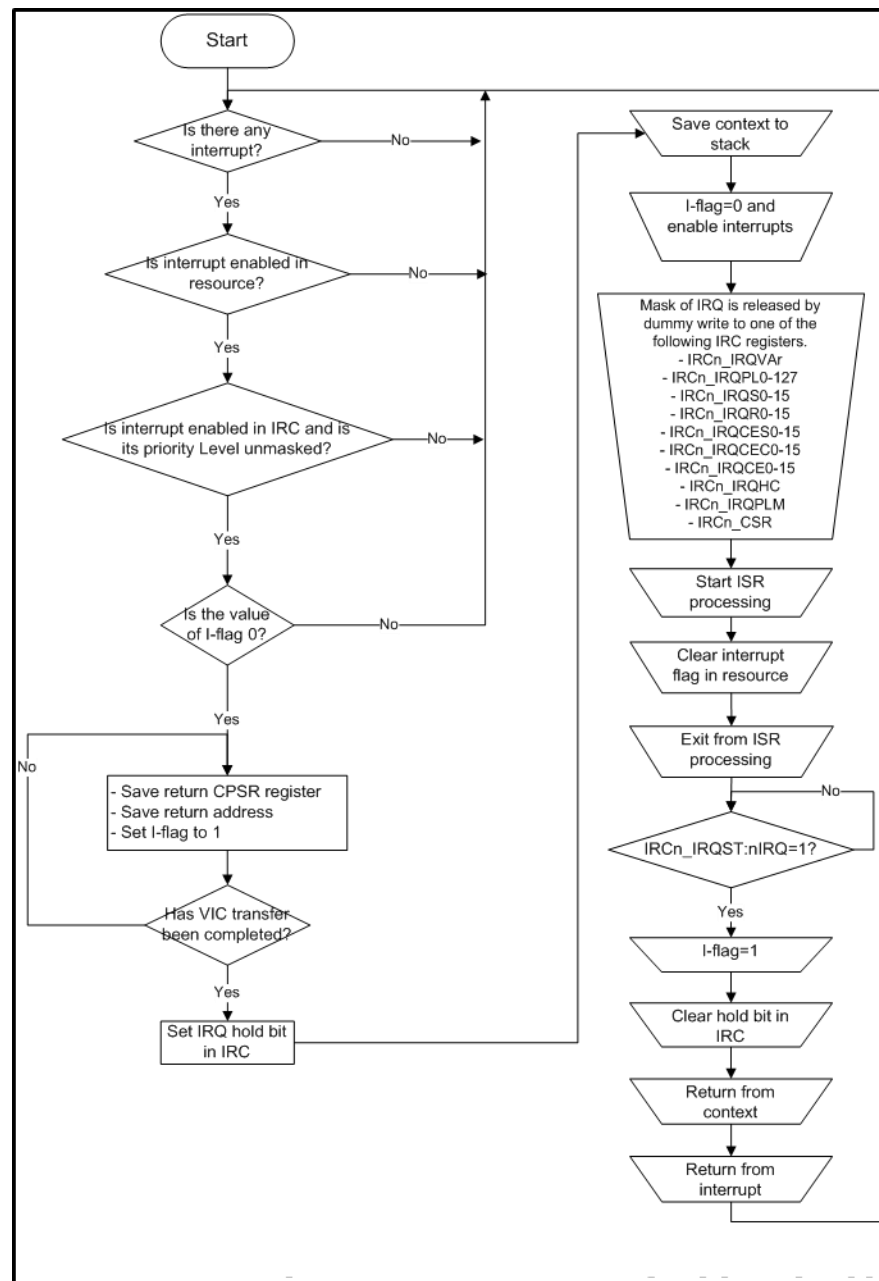 Start
Is there any
interrupt?
No
Yes
Is interrupt enabled in
resource?
No
Yes
Is interrupt enabled in IRC and is
its priority Level unmasked?
No
Yes
Is the value
of I-flag 0?
No
Yes
No
- Save return CPSR register
- Save return address
- Set I-flag to 1
Has VIC transfer
been completed?
Yes
Set IRQ hold bit
in IRC
Save context to
stack
I-flag=0 and
enable interrupts
Mask of IRQ is released by
dummy write to one of the
following IRC registers.
- IRCn_IRQVAr
- IRCn_IRQPL0-127
- IRCn_IRQS0-15
- IRCn_IRQR0-15
- IRCn_IRQCES0-15
- IRCn_IRQCEC0-15
- IRCn_IRQCE0-15
- IRCn_IRQHC
- IRCn_IRQPLM
- IRCn_CSR
Start ISR
processing
Clear interrupt
flag in resource
Exit from ISR
processing
No
IRCn_IRQST:nIRQ=1?
Yes
I-flag=1
Clear hold bit in
IRC
Return from
context
Return from
interrupt